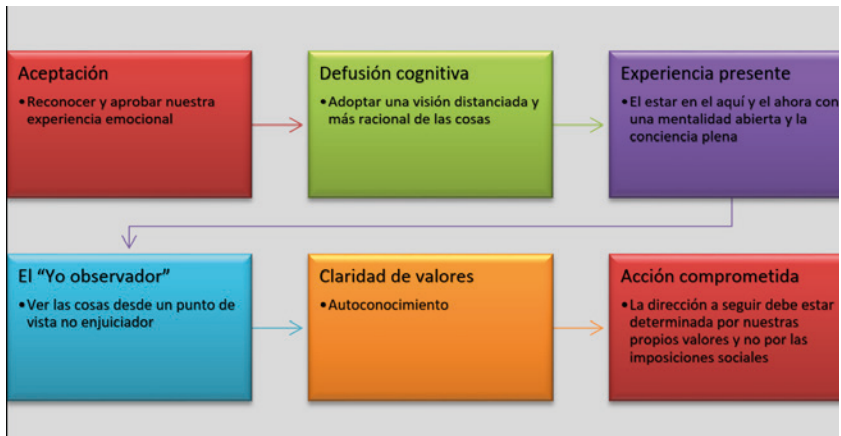 Aceptación
•Reconocer y aprobar nuestra
experiencia emocional
Defusión cognitiva
•Adoptar una visión distanciada y
más racional de las cosas
Experiencia presente
•El estar en el aquí y el ahora con
una mentalidad abierta y la
conciencia plena
El “Yo observador”
•Ver las cosas desde un punto de
vista no enjuiciador
Claridad de valores
•Autoconocimiento
Acción comprometida
•La dirección a seguir debe estar
determinada por nuestras
propios valores y no por las
imposiciones sociales